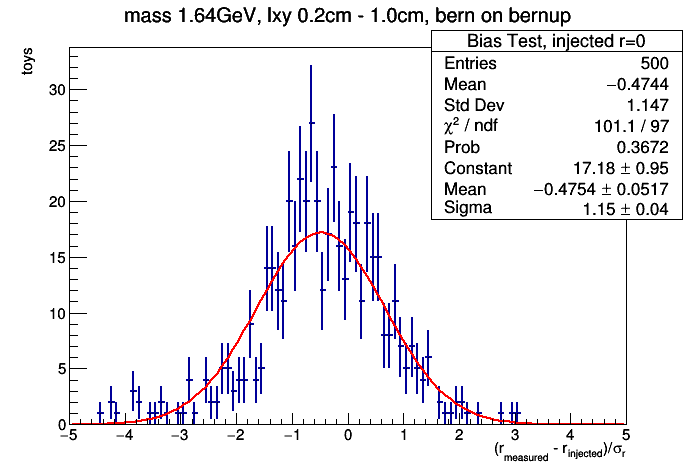 mass 1.64GeV, lxy 0.2cm - 1.0cm, bern on bernup
Bias Test, injected r=0
Entries 500
Mean −0.4744
Std Dev 1.147
χ² / ndf 101.1 / 97
Prob 0.3672
Constant 17.18 ± 0.95
Mean −0.4754 ± 0.0517
Sigma 1.15 ± 0.04
toys
30
25
20
15
10
5
0
−5 −4 −3 −2 −1 0 1 2 3 4 5
(r_measured - r_injected)/σ_r